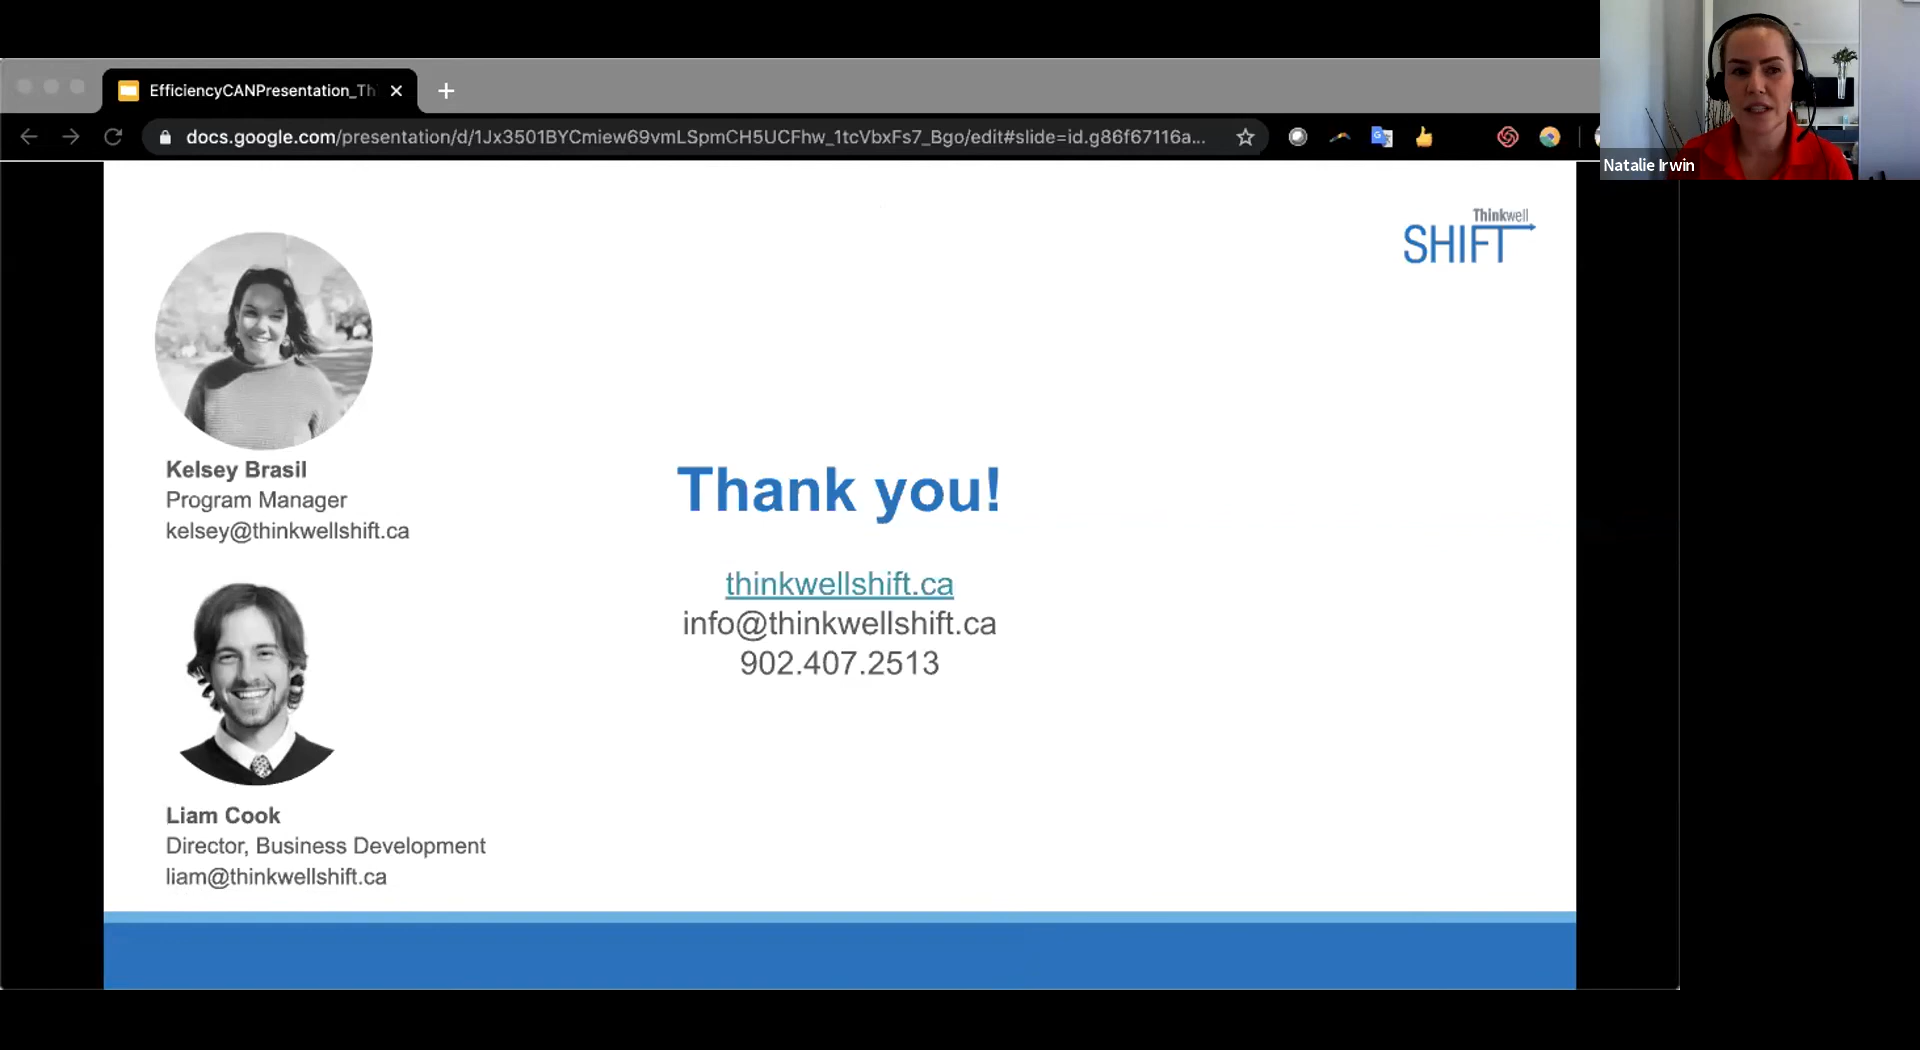 EfficiencyCANPresentation_Th
docs.google.com/presentation/d/1Jx3501BYCmiew69vmLSpmCH5UCFhw_1tcVbxFs7_Bgo/edit#slide=id.g86f67116a...
Natalie Irwin
Thinkwell
SHIFT
Kelsey Brasil
Program Manager
kelsey@thinkwellshift.ca
Thank you!
thinkwellshift.ca
info@thinkwellshift.ca
902.407.2513
Liam Cook
Director, Business Development
liam@thinkwellshift.ca